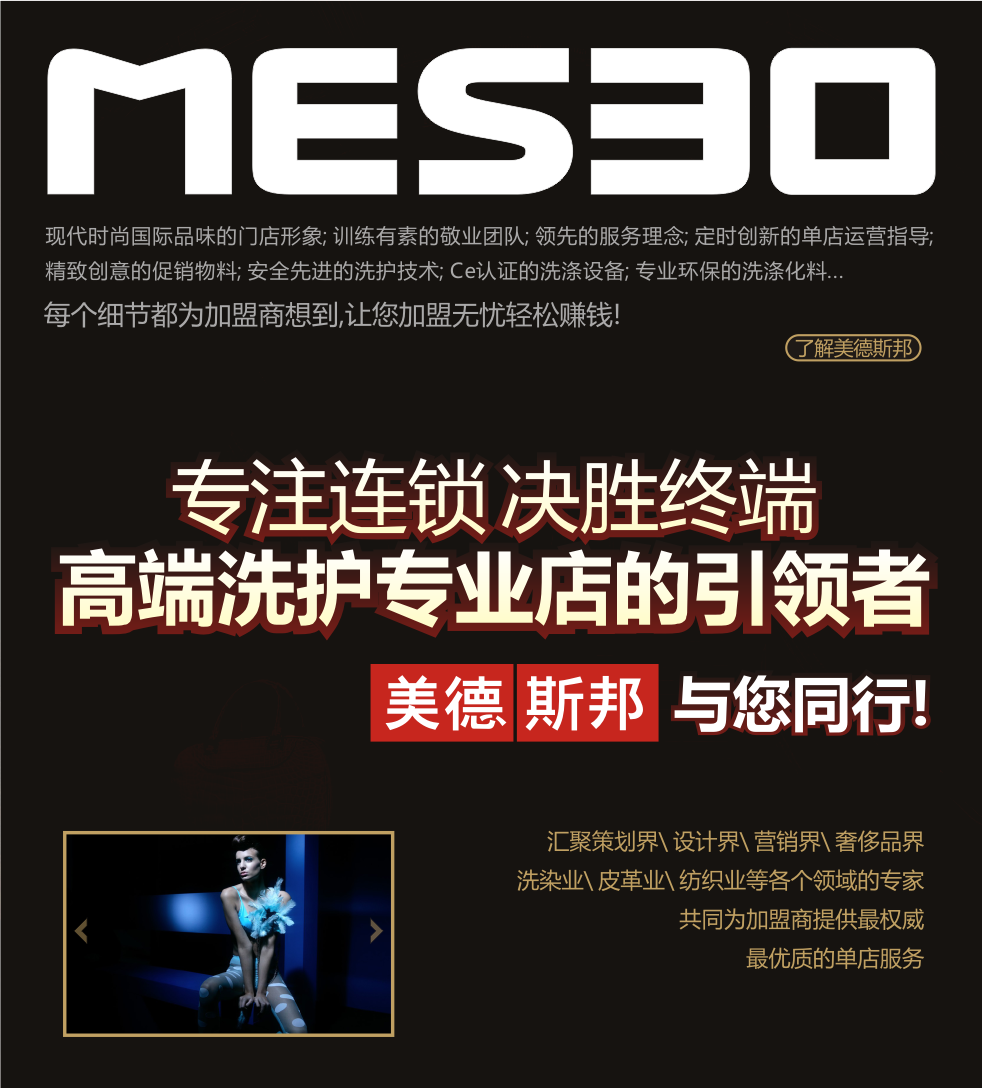 MES30
现代时尚国际品味的门店形象; 训练有素的敬业团队; 领先的服务理念; 定时创新的单店运营指导;
精致创意的促销物料; 安全先进的洗护技术; Ce认证的洗涤设备; 专业环保的洗涤化料...
每个细节都为加盟商想到,让您加盟无忧轻松赚钱!
了解美德斯邦
专注连锁 决胜终端
高端洗护专业店的引领者
美德斯邦 与您同行!
汇聚策划界\ 设计界\ 营销界\ 奢侈品界
洗染业\ 皮革业\ 纺织业等各个领域的专家
共同为加盟商提供最权威
最优质的单店服务